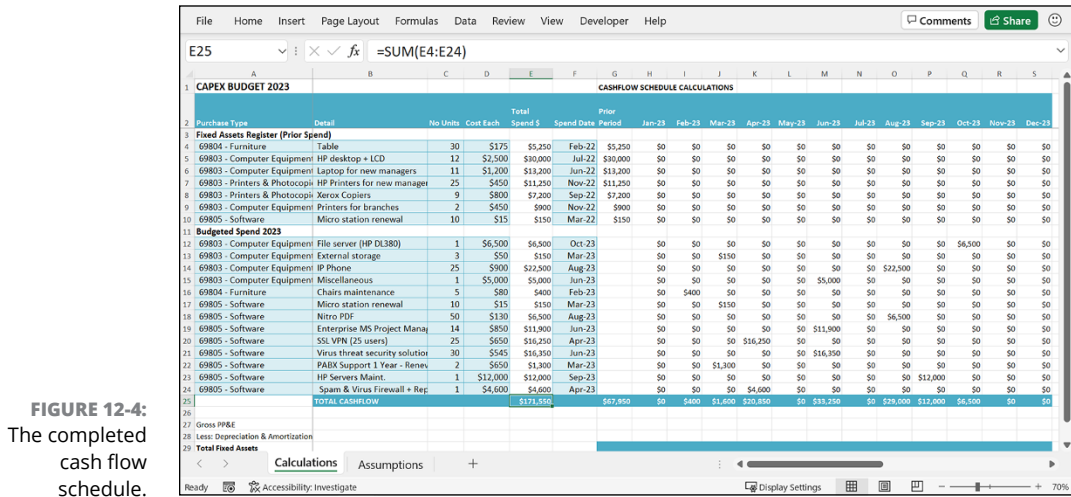 File Home Insert Page Layout Formulas Data Review View Developer Help Comments Share
E25 fx =SUM(E4:E24)
A B C D E F G H I J K L M N O P Q R S
1 CAPEX BUDGET 2023 CASHFLOW SCHEDULE CALCULATIONS
Total Prior
2 Purchase Type Detail No Units Cost Each Spend $ Spend Date Period Jan-23 Feb-23 Mar-23 Apr-23 May-23 Jun-23 Jul-23 Aug-23 Sep-23 Oct-23 Nov-23 Dec-23
3 Fixed Assets Register (Prior Spend)
4 69804 - Furniture Table 30 $175 $5,250 Feb-22 $5,250 $0 $0 $0 $0 $0 $0 $0 $0 $0 $0 $0 $0
5 69803 - Computer Equipment HP desktop + LCD 12 $2,500 $30,000 Jul-22 $30,000 $0 $0 $0 $0 $0 $0 $0 $0 $0 $0 $0 $0
6 69803 - Computer Equipment Laptop for new managers 11 $1,200 $13,200 Jun-22 $13,200 $0 $0 $0 $0 $0 $0 $0 $0 $0 $0 $0 $0
7 69803 - Printers & Photocopi HP Printers for new manager 25 $450 $11,250 Nov-22 $11,250 $0 $0 $0 $0 $0 $0 $0 $0 $0 $0 $0 $0
8 69803 - Printers & Photocopi Xerox Copiers 9 $800 $7,200 Sep-22 $7,200 $0 $0 $0 $0 $0 $0 $0 $0 $0 $0 $0 $0
9 69803 - Computer Equipment Printers for branches 2 $450 $900 Nov-22 $900 $0 $0 $0 $0 $0 $0 $0 $0 $0 $0 $0 $0
10 69805 - Software Micro station renewal 10 $15 $150 Mar-22 $150 $0 $0 $0 $0 $0 $0 $0 $0 $0 $0 $0 $0
11 Budgeted Spend 2023
12 69803 - Computer Equipment File server (HP DL380) 1 $6,500 $6,500 Oct-23 $0 $0 $0 $0 $0 $0 $0 $0 $0 $6,500 $0 $0
13 69803 - Computer Equipment External storage 3 $50 $150 Mar-23 $0 $0 $150 $0 $0 $0 $0 $0 $0 $0 $0 $0
14 69803 - Computer Equipment IP Phone 25 $900 $22,500 Aug-23 $0 $0 $0 $0 $0 $0 $0 $22,500 $0 $0 $0 $0
15 69803 - Computer Equipment Miscellaneous 1 $5,000 $5,000 Jun-23 $0 $0 $0 $0 $0 $5,000 $0 $0 $0 $0 $0 $0
16 69804 - Furniture Chairs maintenance 5 $80 $400 Feb-23 $0 $400 $0 $0 $0 $0 $0 $0 $0 $0 $0 $0
17 69805 - Software Micro station renewal 10 $15 $150 Mar-23 $0 $0 $150 $0 $0 $0 $0 $0 $0 $0 $0 $0
18 69805 - Software Nitro PDF 50 $130 $6,500 Aug-23 $0 $0 $0 $0 $0 $0 $0 $6,500 $0 $0 $0 $0
19 69805 - Software Enterprise MS Project Manag 14 $850 $11,900 Jun-23 $0 $0 $0 $0 $0 $11,900 $0 $0 $0 $0 $0 $0
20 69805 - Software SSL VPN (25 users) 25 $650 $16,250 Apr-23 $0 $0 $0 $16,250 $0 $0 $0 $0 $0 $0 $0 $0
21 69805 - Software Virus threat security solution 30 $545 $16,350 Jun-23 $0 $0 $0 $0 $0 $16,350 $0 $0 $0 $0 $0 $0
22 69805 - Software PABX Support 1 Year - Renev 2 $650 $1,300 Mar-23 $0 $0 $1,300 $0 $0 $0 $0 $0 $0 $0 $0 $0
23 69805 - Software HP Servers Maint. 1 $12,000 $12,000 Sep-23 $0 $0 $0 $0 $0 $0 $0 $0 $12,000 $0 $0 $0
24 69805 - Software Spam & Virus Firewall + Rep 1 $4,600 $4,600 Apr-23 $0 $0 $0 $4,600 $0 $0 $0 $0 $0 $0 $0 $0
25 TOTAL CASHFLOW $171,550 $67,950 $0 $400 $1,600 $20,850 $0 $33,250 $0 $29,000 $12,000 $6,500 $0 $0
26
27 Gross PP&E
28 Less: Depreciation & Amortization
29 Total Fixed Assets
Calculations Assumptions
Ready Accessibility: Investigate Display Settings 70%
FIGURE 12-4:
The completed
cash flow
schedule.